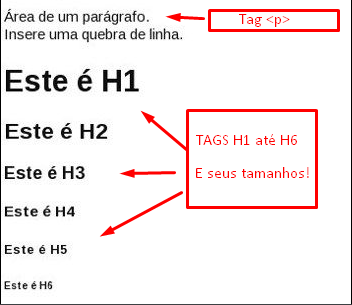 Área de um parágrafo.
Tag <p>
Insere uma quebra de linha.
Este é H1
Este é H2
TAGS H1 até H6
Este é H3
E seus tamanhos!
Este é H4
Este é H5
Este é H6